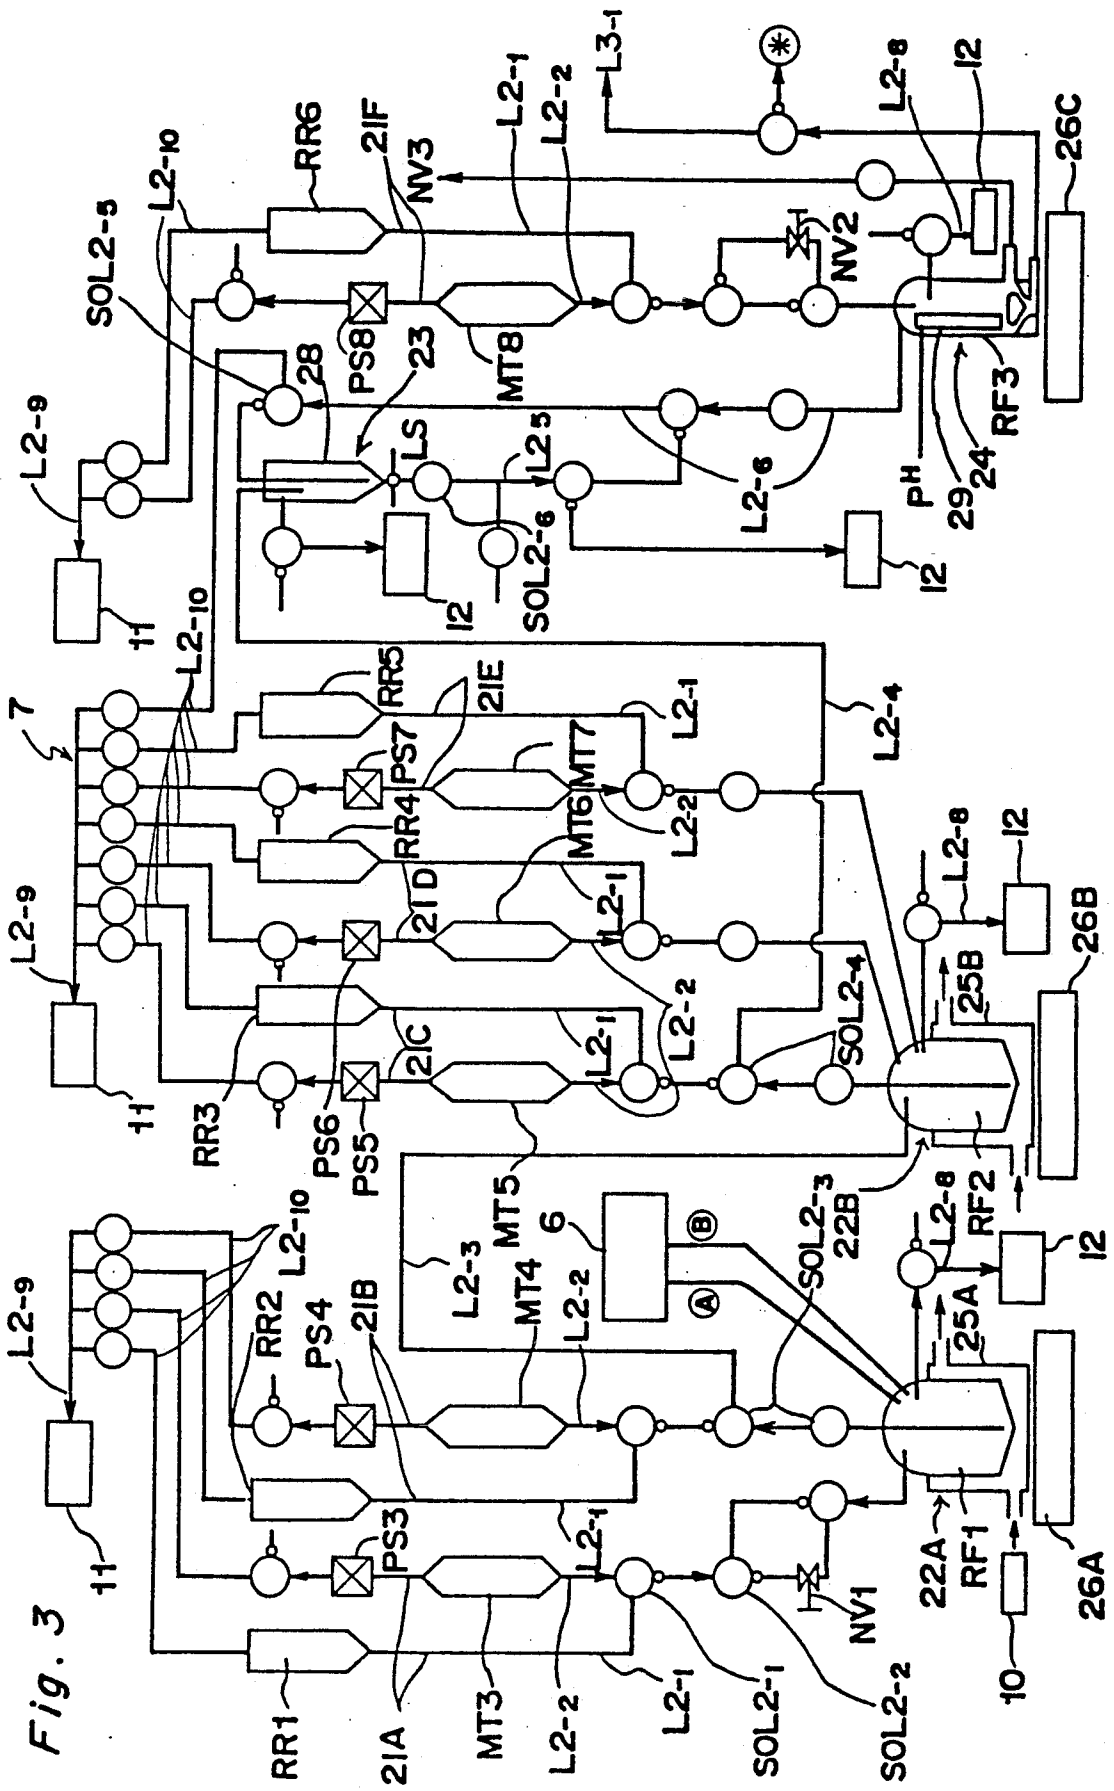 Fig. 3
L2-9
L2-9
7
L2-9
11
11
11
SOL2-5
L2-10
L2-10
L2-10
RR1
RR2
RR3
RR5
28
RR6
PS3
PS4
PS6
PS5
RR4
PS7
PS8
23
21F
21A
21B
21C
21D
21E
12
LS
NV3
MT3
MT4
MT5
MT6
MT7
MT8
SOL2-6
L25
L2-1
L2-2
L2-1
L2-2
L2-3
L2-1
L2-1
L2-2
L2-2
L2-1
L2-2
L3-1
L2-1
6
A
B
SOL2-1
SOL2-3
SOL2-4
L2-4
L2-6
NV1
22B
NV2
SOL2-2
22A
L2-8
L2-8
12
PH
L2-8
RF1
25A
RF2
25B
29
24
12
10
12
12
RF3
26A
26B
26C